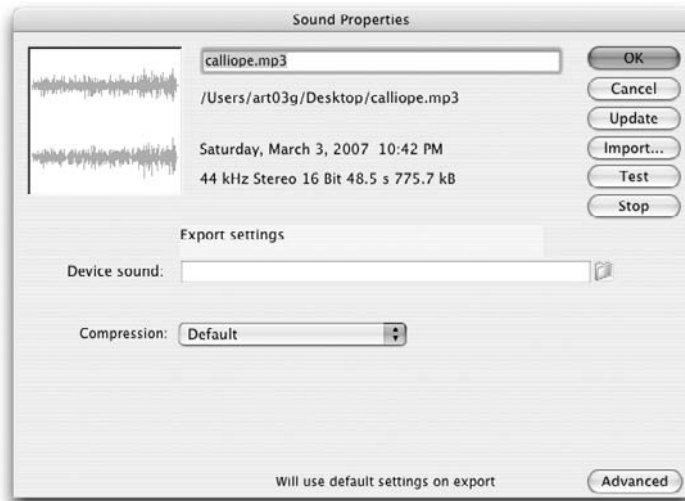 Sound Properties
calliope.mp3
OK
/Users/art03g/Desktop/calliope.mp3
Cancel
Update
Saturday, March 3, 2007 10:42 PM
Import...
44 kHz Stereo 16 Bit 48.5 s 775.7 kB
Test
Stop
Export settings
Device sound:
Compression: Default
Will use default settings on export
Advanced